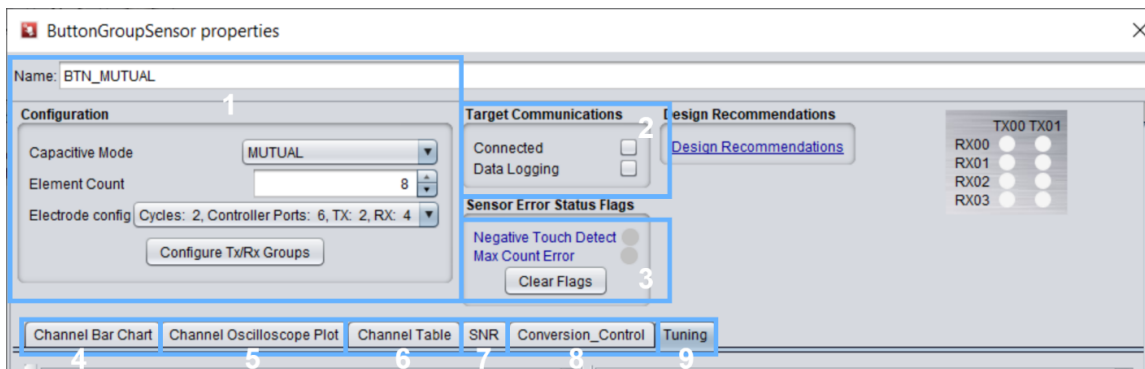 ButtonGroupSensor properties
Name: BTN_MUTUAL
1
Configuration
Capacitive Mode MUTUAL
Element Count 8
Electrode config Cycles: 2, Controller Ports: 6, TX: 2, RX: 4
Configure Tx/Rx Groups
Target Communications
2
Connected
Data Logging
Sensor Error Status Flags
Negative Touch Detect
Max Count Error
Clear Flags
3
Design Recommendations
Design Recommendations
TX00 TX01
RX00
RX01
RX02
RX03
Channel Bar Chart Channel Oscilloscope Plot Channel Table SNR Conversion_Control Tuning
4 5 6 7 8 9